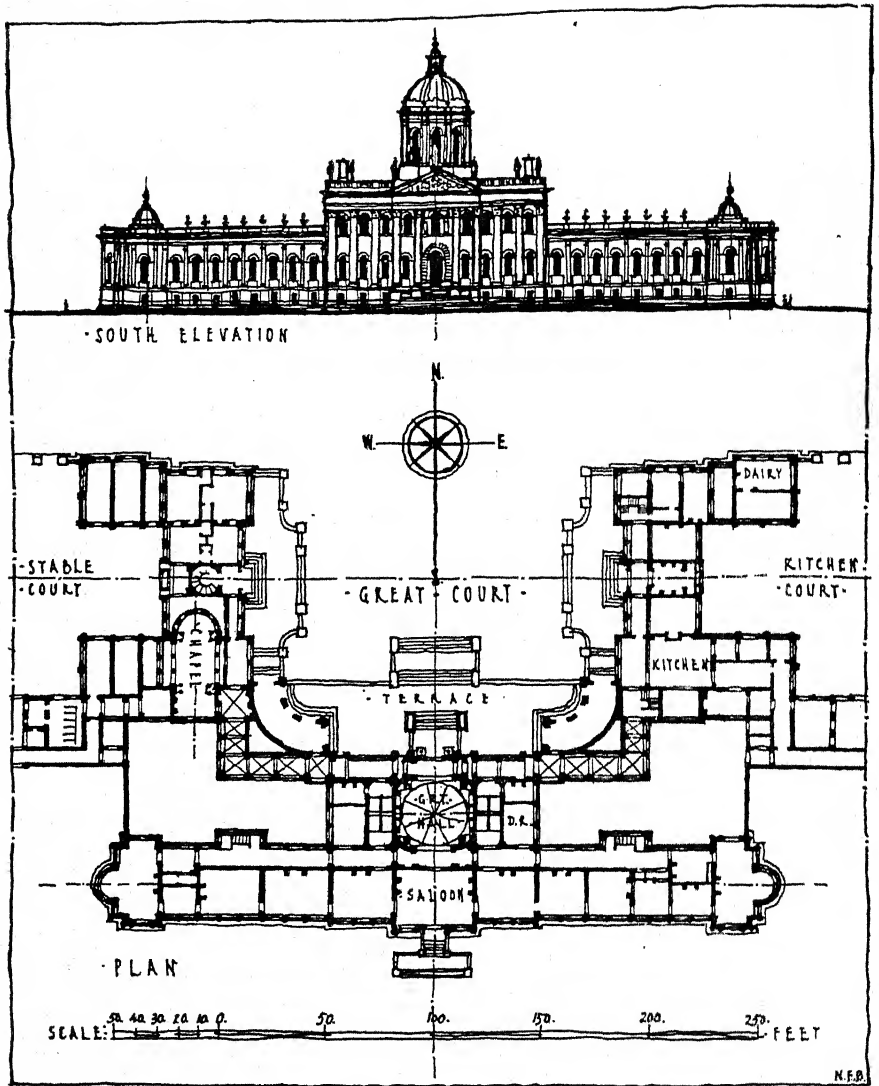 ·SOUTH ELEVATION
N.
W.
E.
DAIRY
·STABLE
·COURT·
·GREAT·COURT·
KITCHEN
·COURT·
CHAPEL
KITCHEN
·TERRACE·
·GRT.·
HALL
D.R.
·SALOON·
·PLAN
SCALE: 50. 40. 30. 20. 10. 0. 50. 100. 150. 200. 250. FEET
N.F.B.